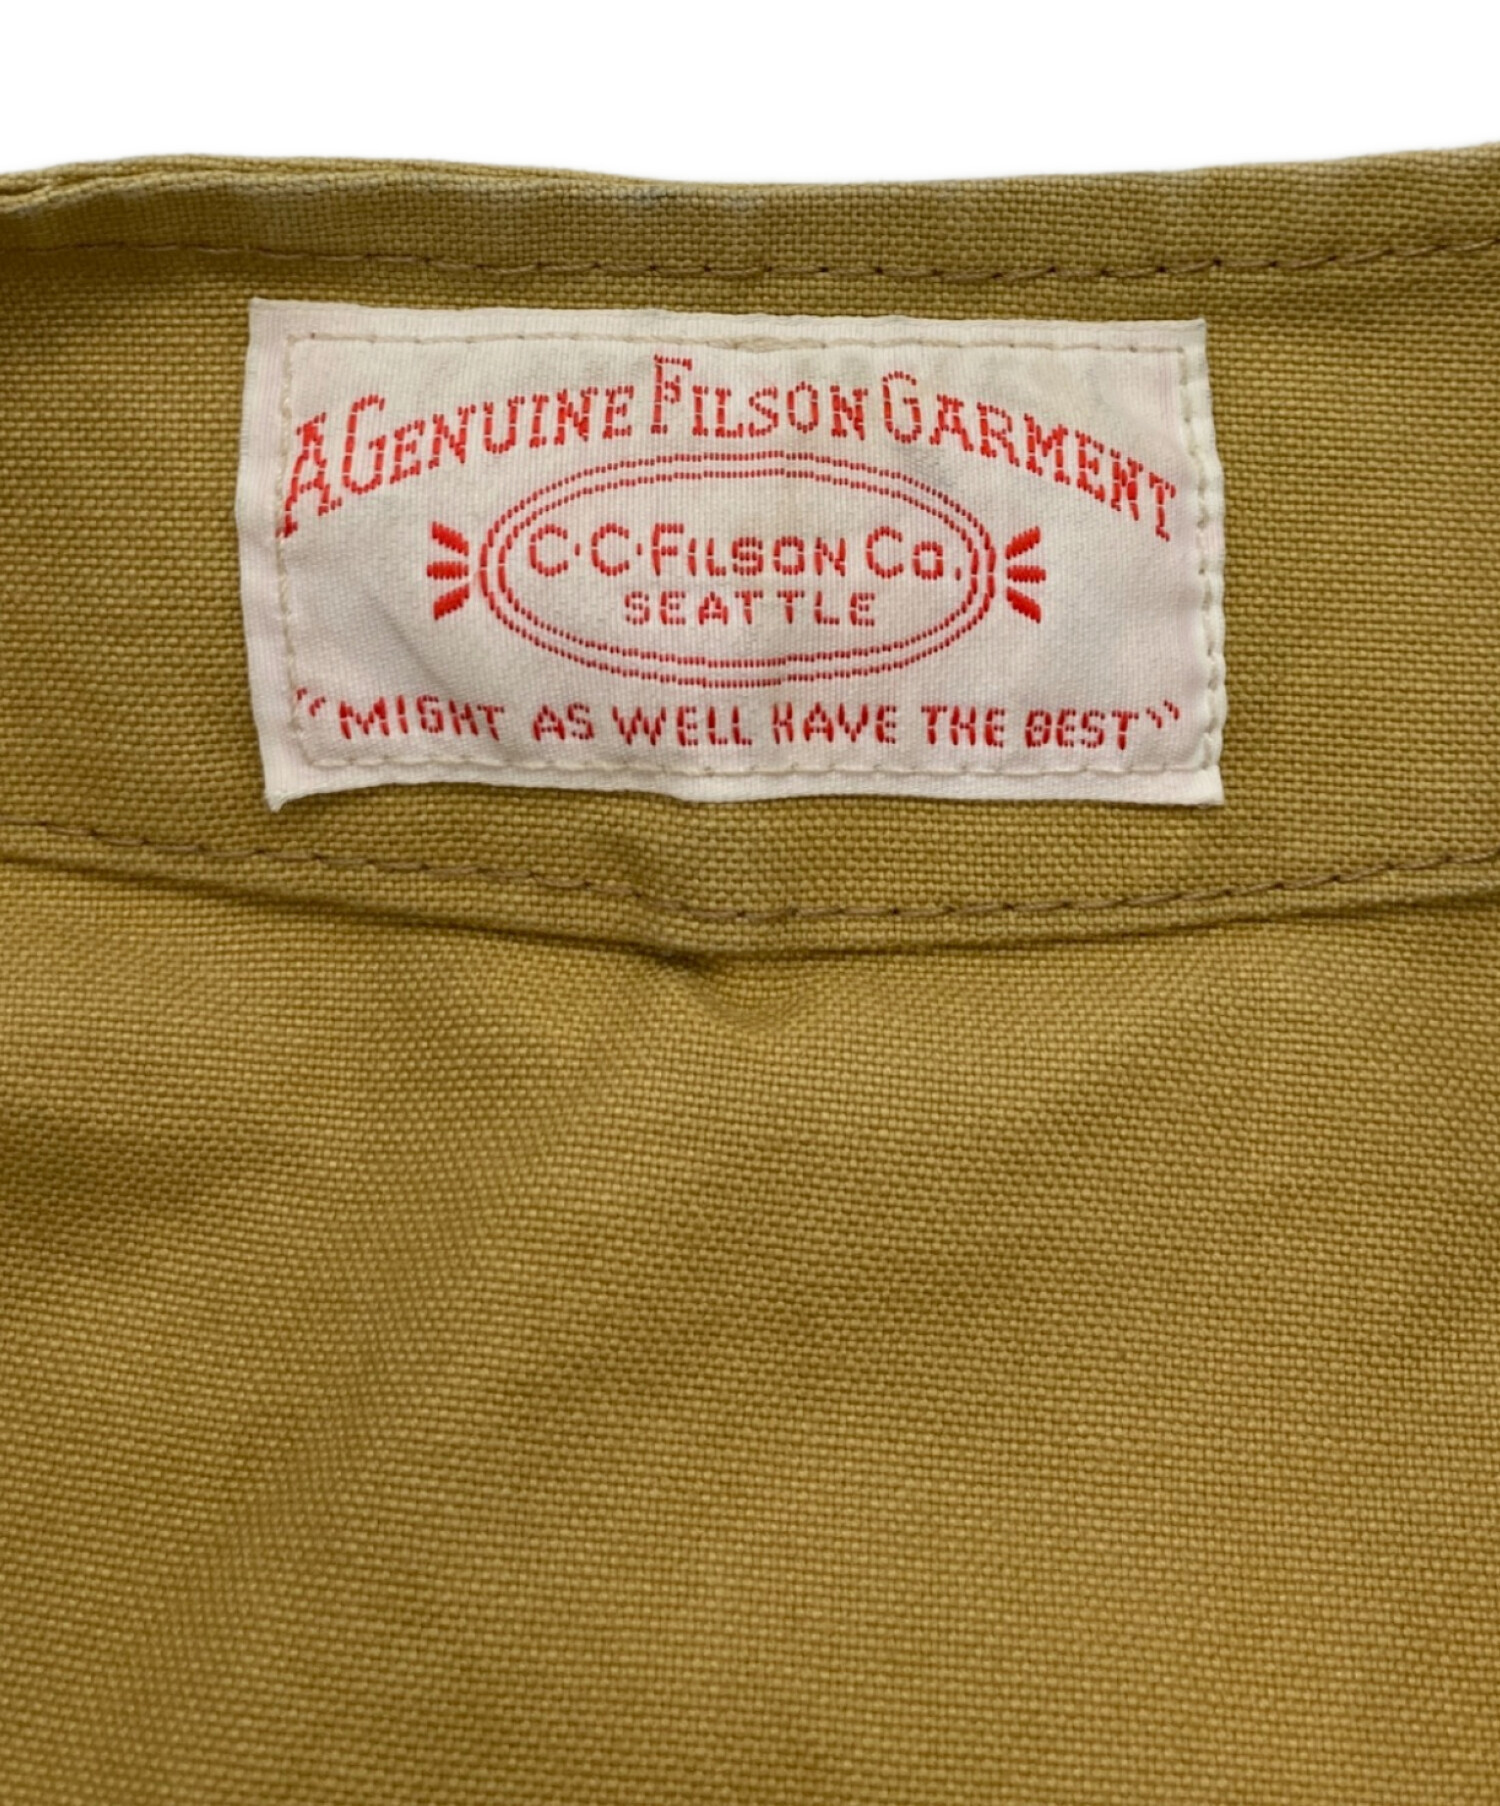 A GENUINE FILSON GARMENT
C·C·FILSON CO.
SEATTLE
"MIGHT AS WELL HAVE THE BEST"